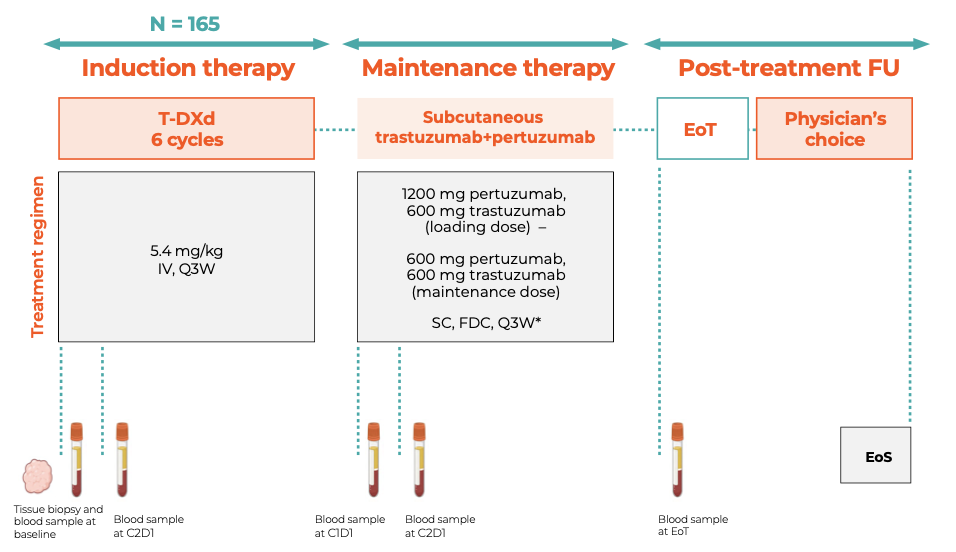 N = 165
Induction therapy
Maintenance therapy
Post-treatment FU
T-DXd
6 cycles
Subcutaneous
trastuzumab+pertuzumab
EoT
Physician's
choice
Treatment regimen
5.4 mg/kg
IV, Q3W
1200 mg pertuzumab,
600 mg trastuzumab
(loading dose) –
600 mg pertuzumab,
600 mg trastuzumab
(maintenance dose)
SC, FDC, Q3W*
EoS
Tissue biopsy and
blood sample at
baseline
Blood sample
at C2D1
Blood sample
at C1D1
Blood sample
at C2D1
Blood sample
at EoT